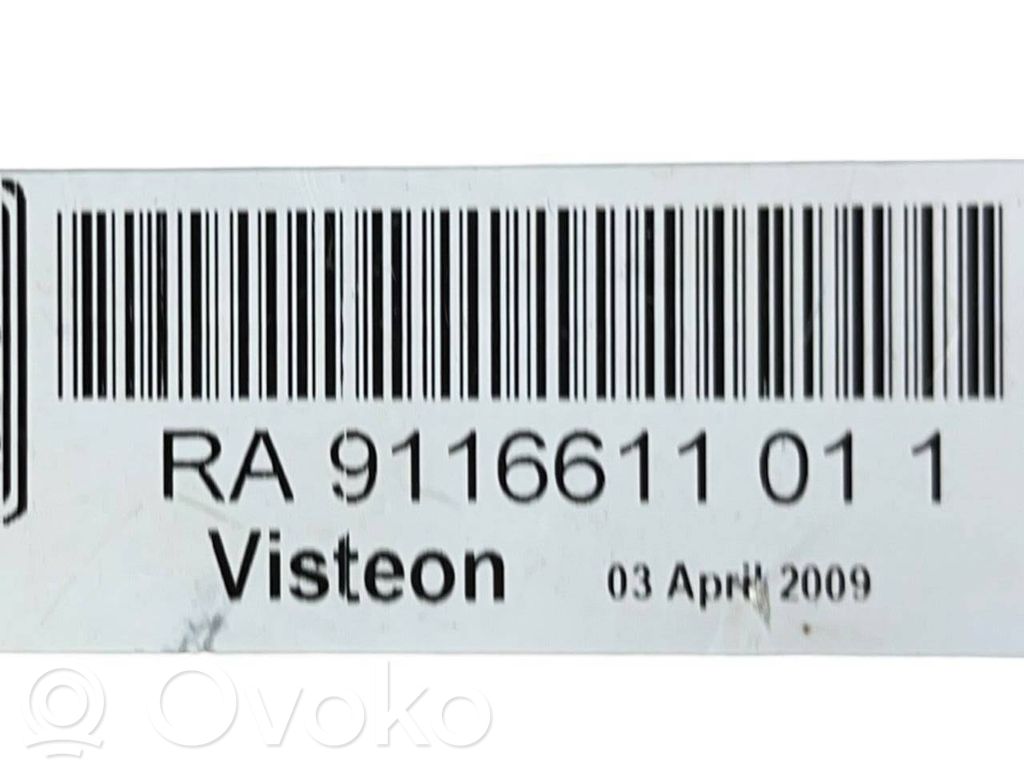 RA 9116611 01 1
Visteon 03 April 2009
Ovoko